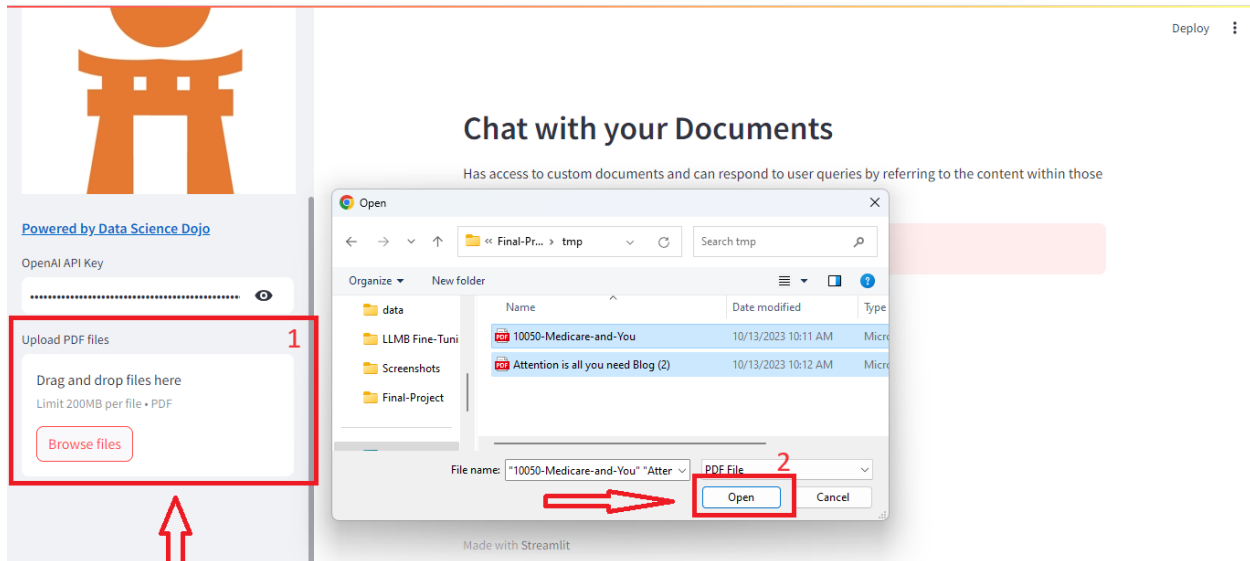 Deploy
Chat with your Documents
Has access to custom documents and can respond to user queries by referring to the content within those
Powered by Data Science Dojo
OpenAI API Key
Upload PDF files
1
Drag and drop files here
Limit 200MB per file • PDF
Browse files
Open
« Final-Pr... › tmp
Search tmp
Organize
New folder
data
LLMB Fine-Tuni
Screenshots
Final-Project
Name
Date modified
Type
10050-Medicare-and-You
10/13/2023 10:11 AM
Micro
Attention is all you need Blog (2)
10/13/2023 10:12 AM
Micro
File name:
"10050-Medicare-and-You" "Atter
PDF File
2
Open
Cancel
Made with Streamlit